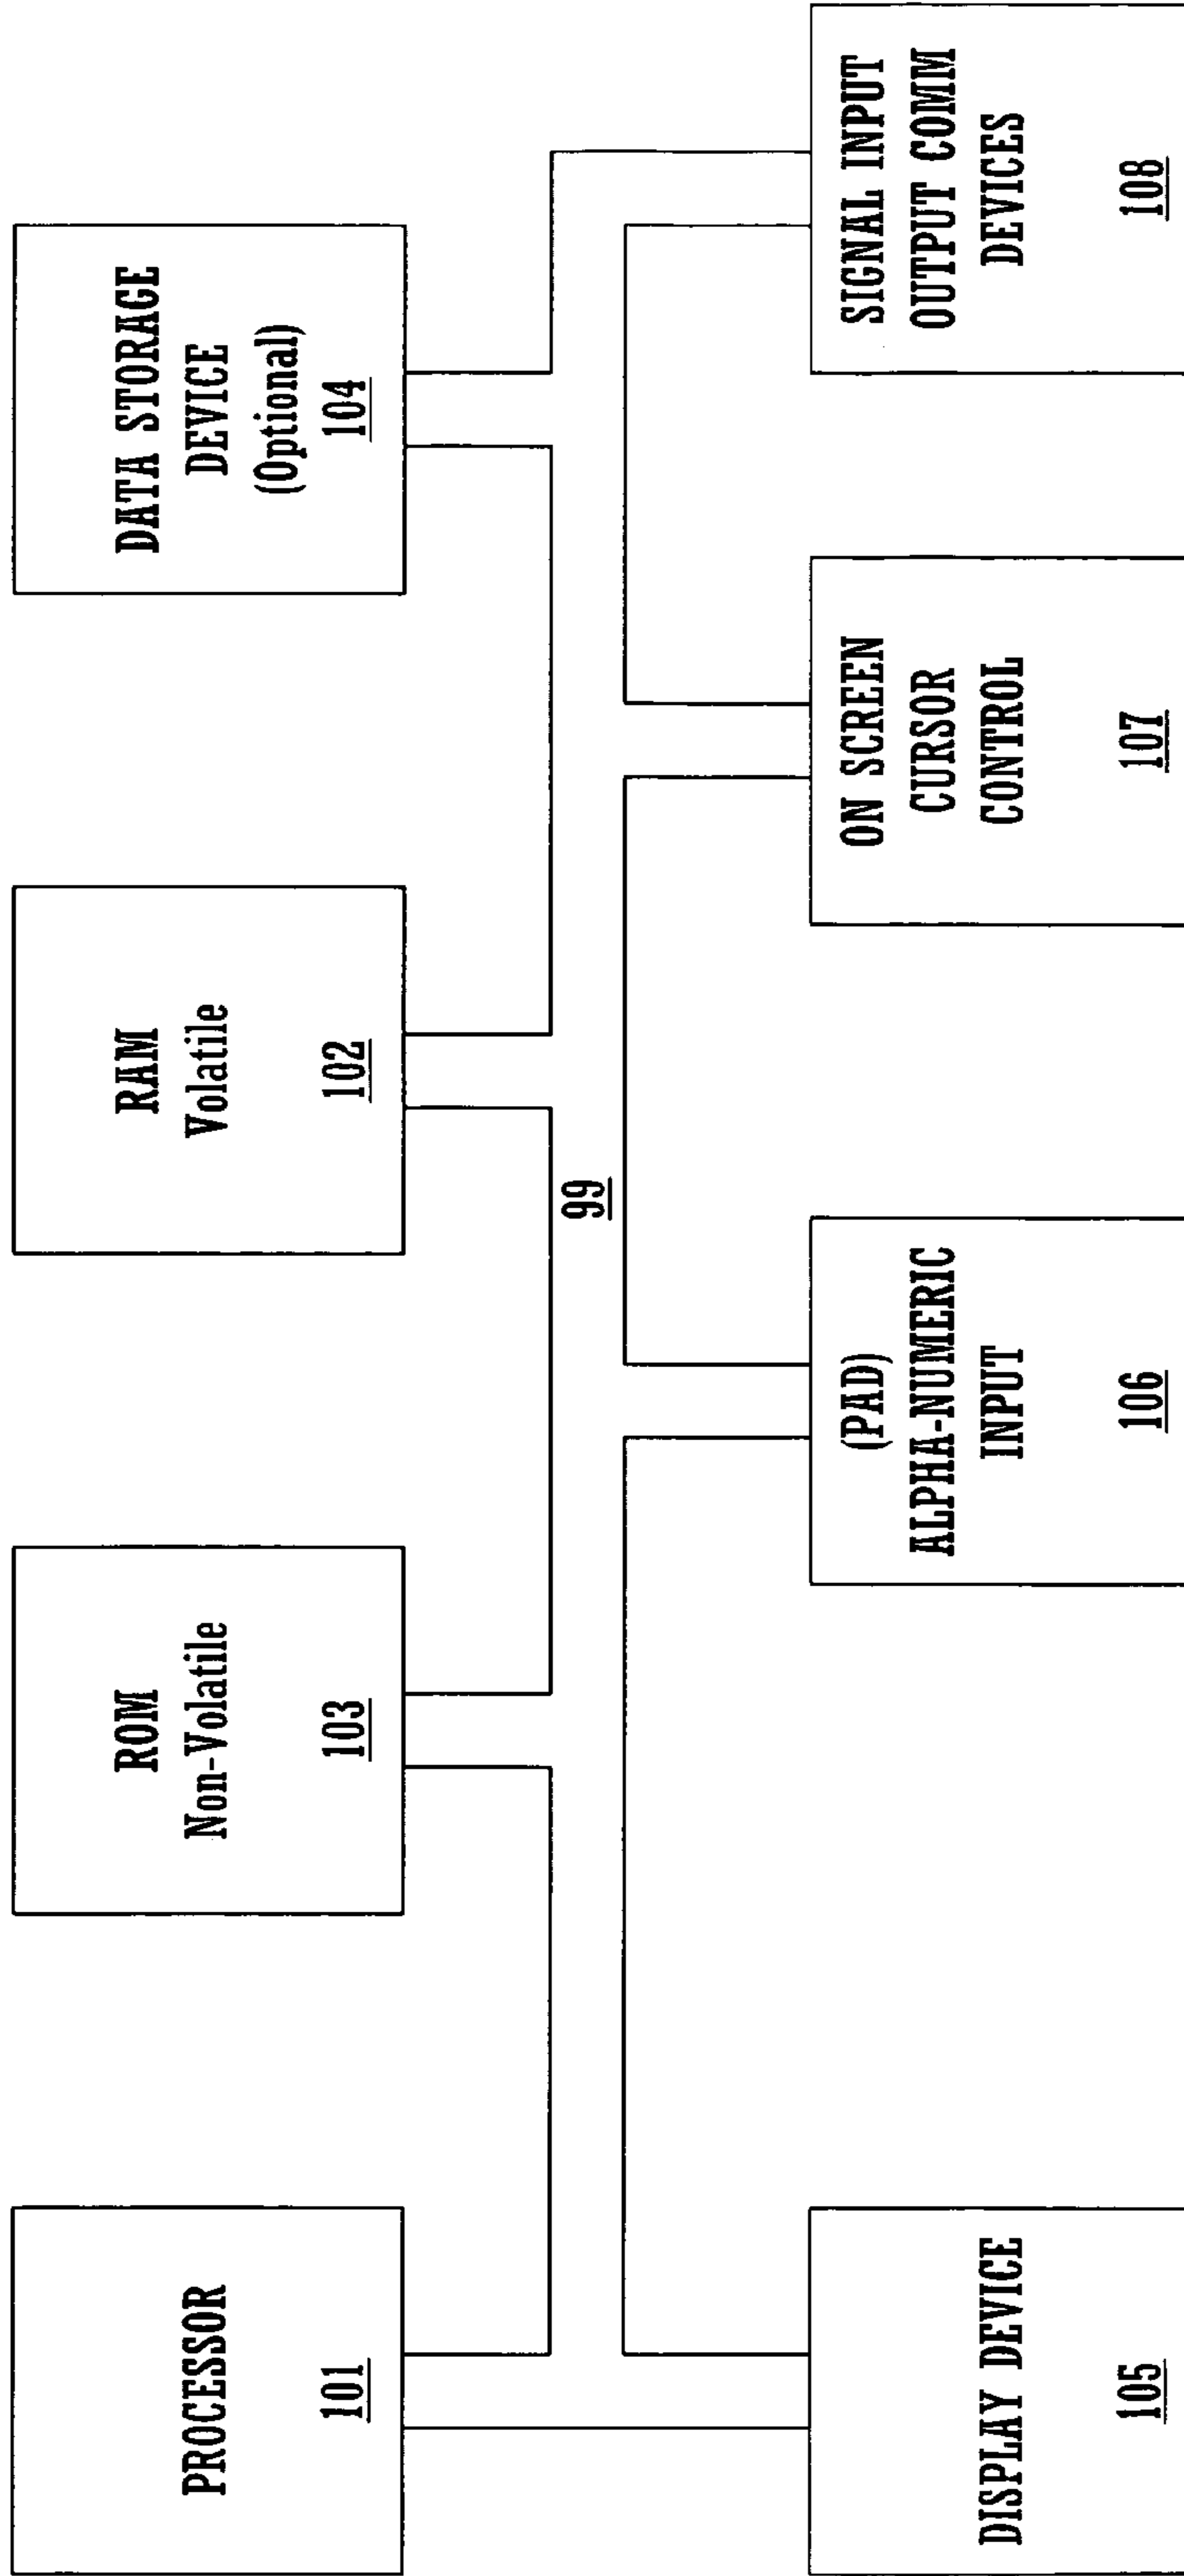 PROCESSOR
101
ROM
Non-Volatile
103
RAM
Volatile
102
DATA STORAGE
DEVICE
(Optional)
104
99
DISPLAY DEVICE
105
(PAD)
ALPHA-NUMERIC
INPUT
106
ON SCREEN
CURSOR
CONTROL
107
SIGNAL INPUT
OUTPUT COMM
DEVICES
108